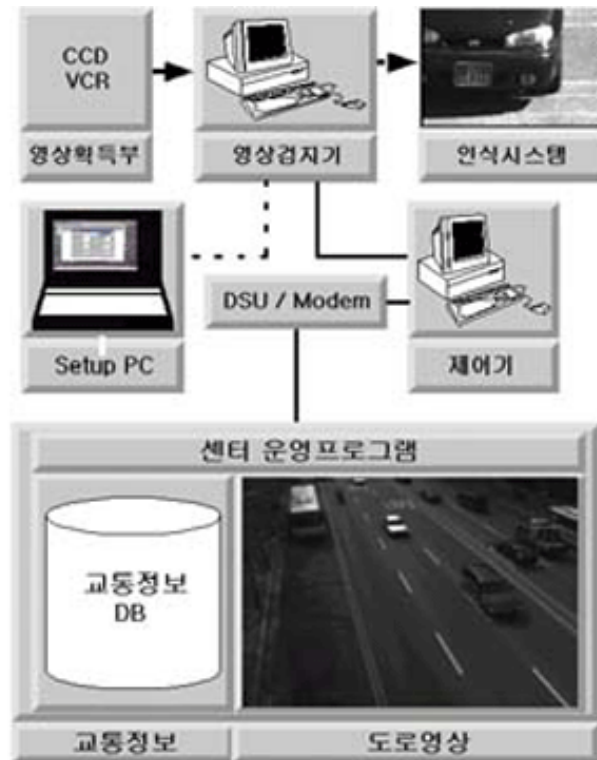 CCD
VCR
영상획득부
영상검지기
인식시스템
DSU / Modem
Setup PC
제어기
센터 운영프로그램
교통정보
DB
교통정보
도로영상